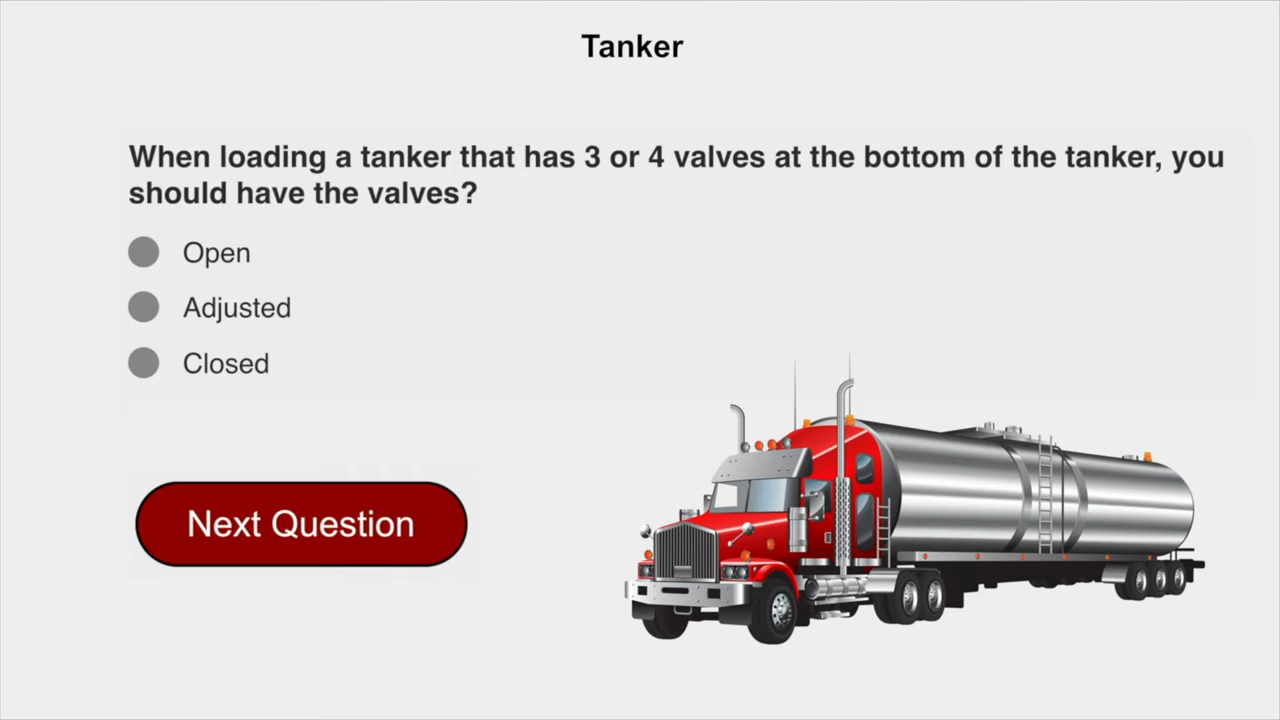 Tanker
When loading a tanker that has 3 or 4 valves at the bottom of the tanker, you
should have the valves?
Open
Adjusted
Closed
Next Question